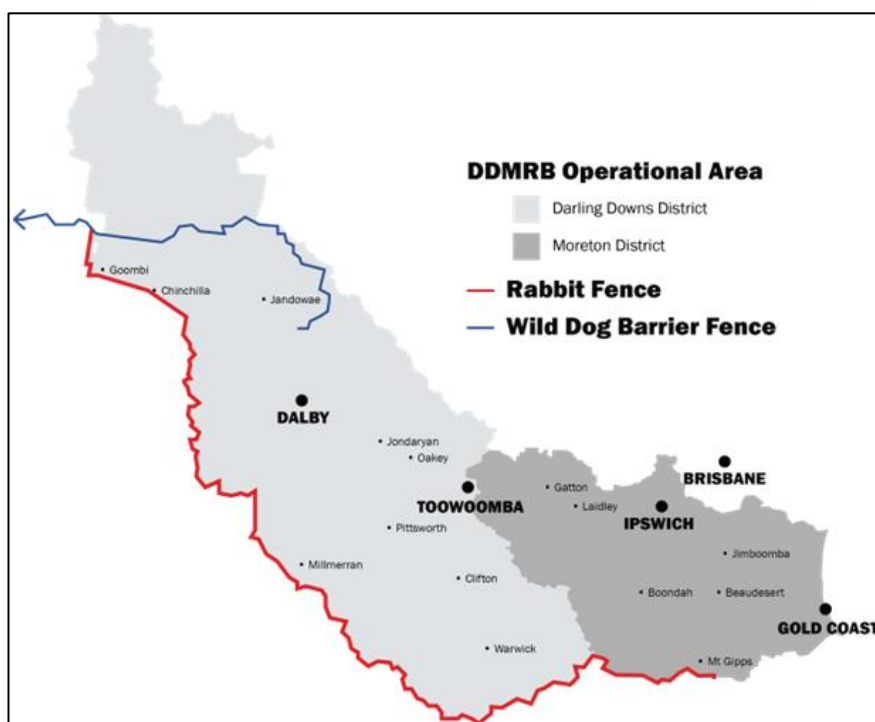 DDMRB Operational Area
Darling Downs District
Moreton District
Rabbit Fence
Wild Dog Barrier Fence
Goombi
Chinchilla
Jandowae
DALBY
Jondaryan
Oakey
TOOWOOMBA
Gatton
Laidley
BRISBANE
IPSWICH
Pittsworth
Jimboomba
Millmerran
Clifton
Boondah
Beaudesert
GOLD COAST
Warwick
Mt Gipps